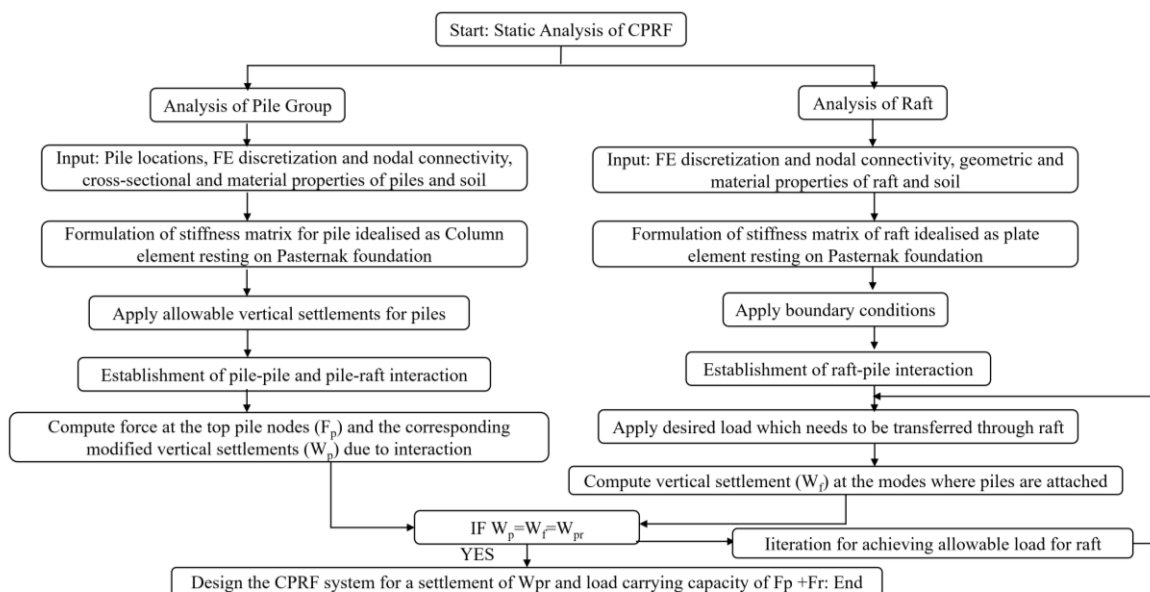 Start: Static Analysis of CPRF
Analysis of Pile Group
Input: Pile locations, FE discretization and nodal connectivity,
cross-sectional and material properties of piles and soil
Formulation of stiffness matrix for pile idealised as Column
element resting on Pasternak foundation
Apply allowable vertical settlements for piles
Establishment of pile-pile and pile-raft interaction
Compute force at the top pile nodes (Fp) and the corresponding
modified vertical settlements (Wp) due to interaction
Analysis of Raft
Input: FE discretization and nodal connectivity, geometric and
material properties of raft and soil
Formulation of stiffness matrix of raft idealised as plate
element resting on Pasternak foundation
Apply boundary conditions
Establishment of raft-pile interaction
Apply desired load which needs to be transferred through raft
Compute vertical settlement (Wf) at the modes where piles are attached
IF Wp=Wf=Wpr
YES
Iiteration for achieving allowable load for raft
Design the CPRF system for a settlement of Wpr and load carrying capacity of Fp +Fr: End